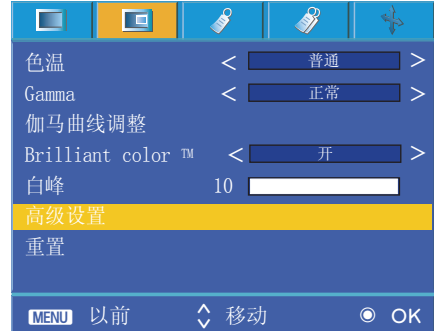 色温 < 普通 >
Gamma < 正常 >
伽马曲线调整
Brilliant color ™ < 开 >
白峰 10
高级设置
重置
MENU 以前 移动 OK